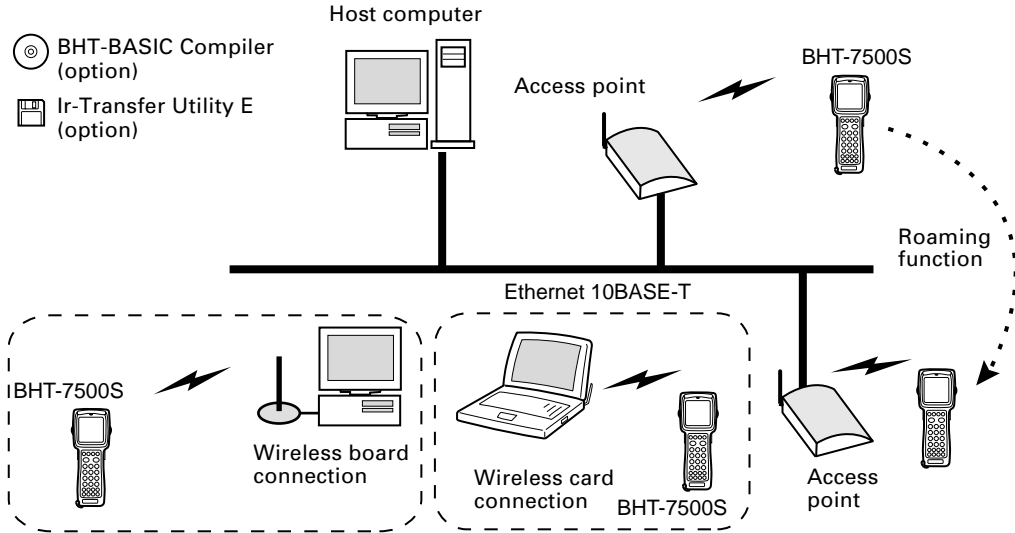 Host computer
BHT-BASIC Compiler
(option)
Ir-Transfer Utility E
(option)
Access point
BHT-7500S
Roaming
function
Ethernet 10BASE-T
BHT-7500S
Wireless board
connection
Wireless card
connection
BHT-7500S
Access
point